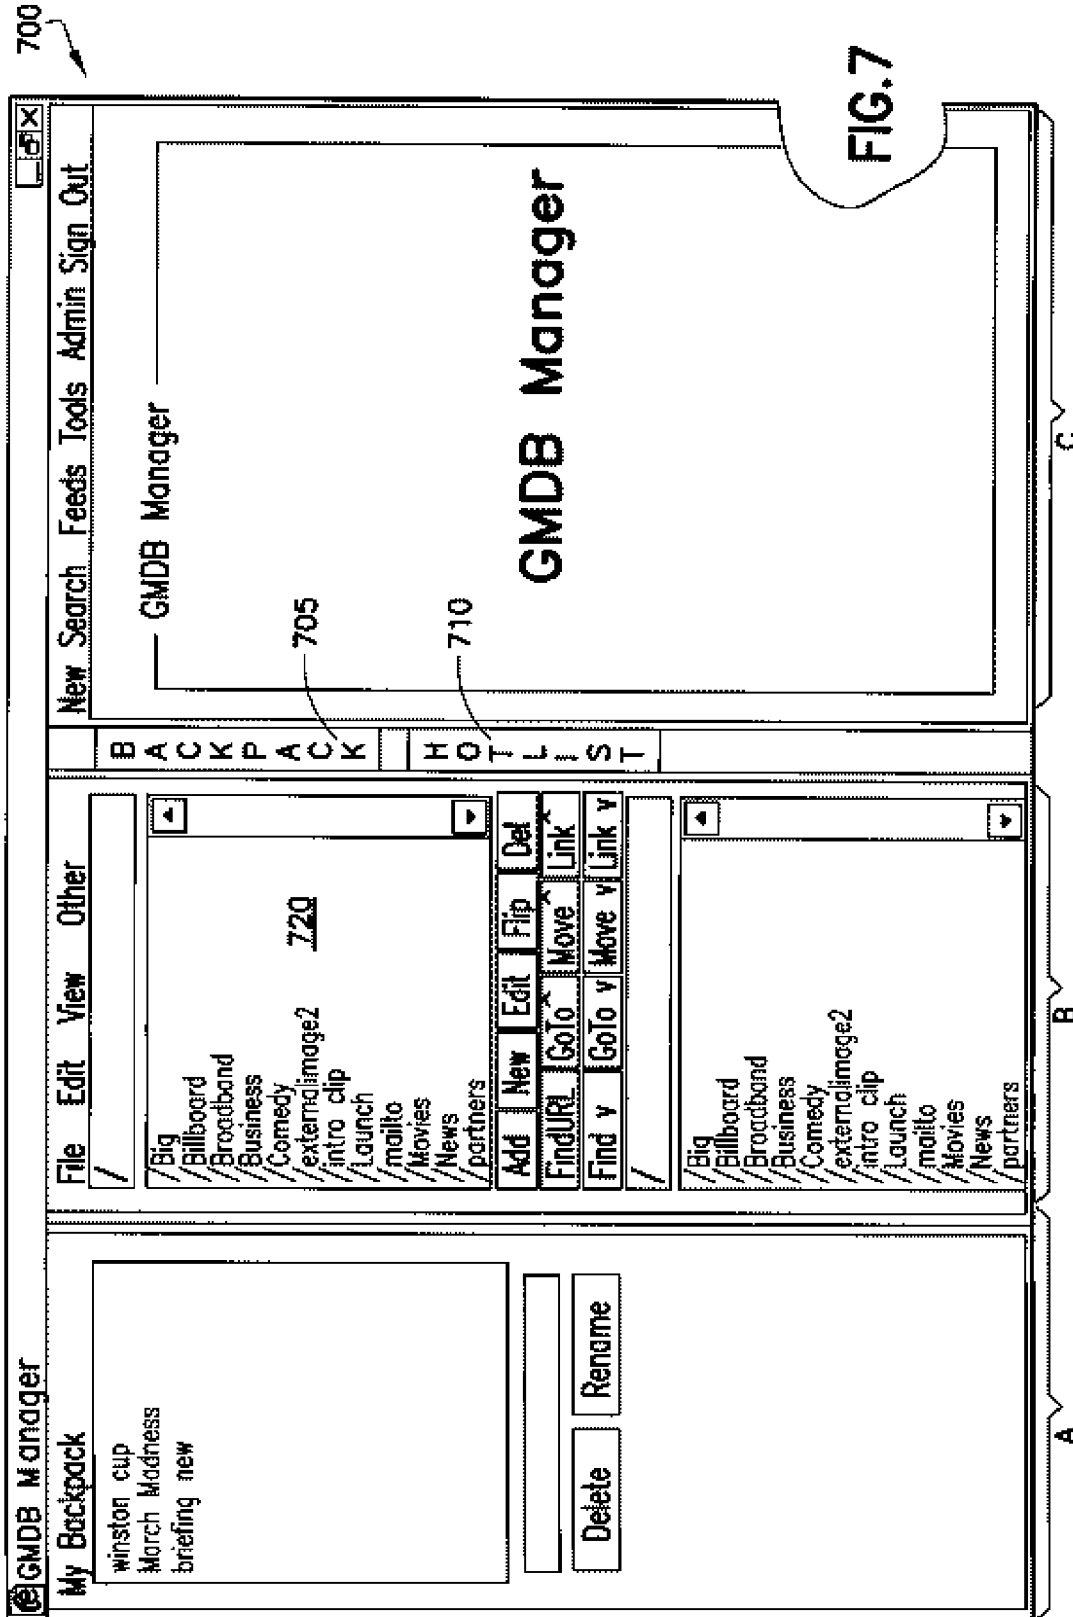 700
GMDB Manager
My Backpack
winston cup
March Madness
briefing new
Delete
Rename
A
File Edit View Other
/
/Big
/Billboard
/Broadband
/Business
/Comedy
/externalimage2
/intro clip
/Launch
/mailto
/Movies
/News
/partners
720
Add New Edit Flip Del
FindURL GoTo ^ Move ^ Link ^
Find v GoTo v Move v Link v
/
/Big
/Billboard
/Broadband
/Business
/Comedy
/externalimage2
/intro clip
/Launch
/mailto
/Movies
/News
/partners
B
BACKPACK
705
HOTLIST
710
New Search Feeds Tools Admin Sign Out
GMDB Manager
GMDB Manager
C
FIG.7